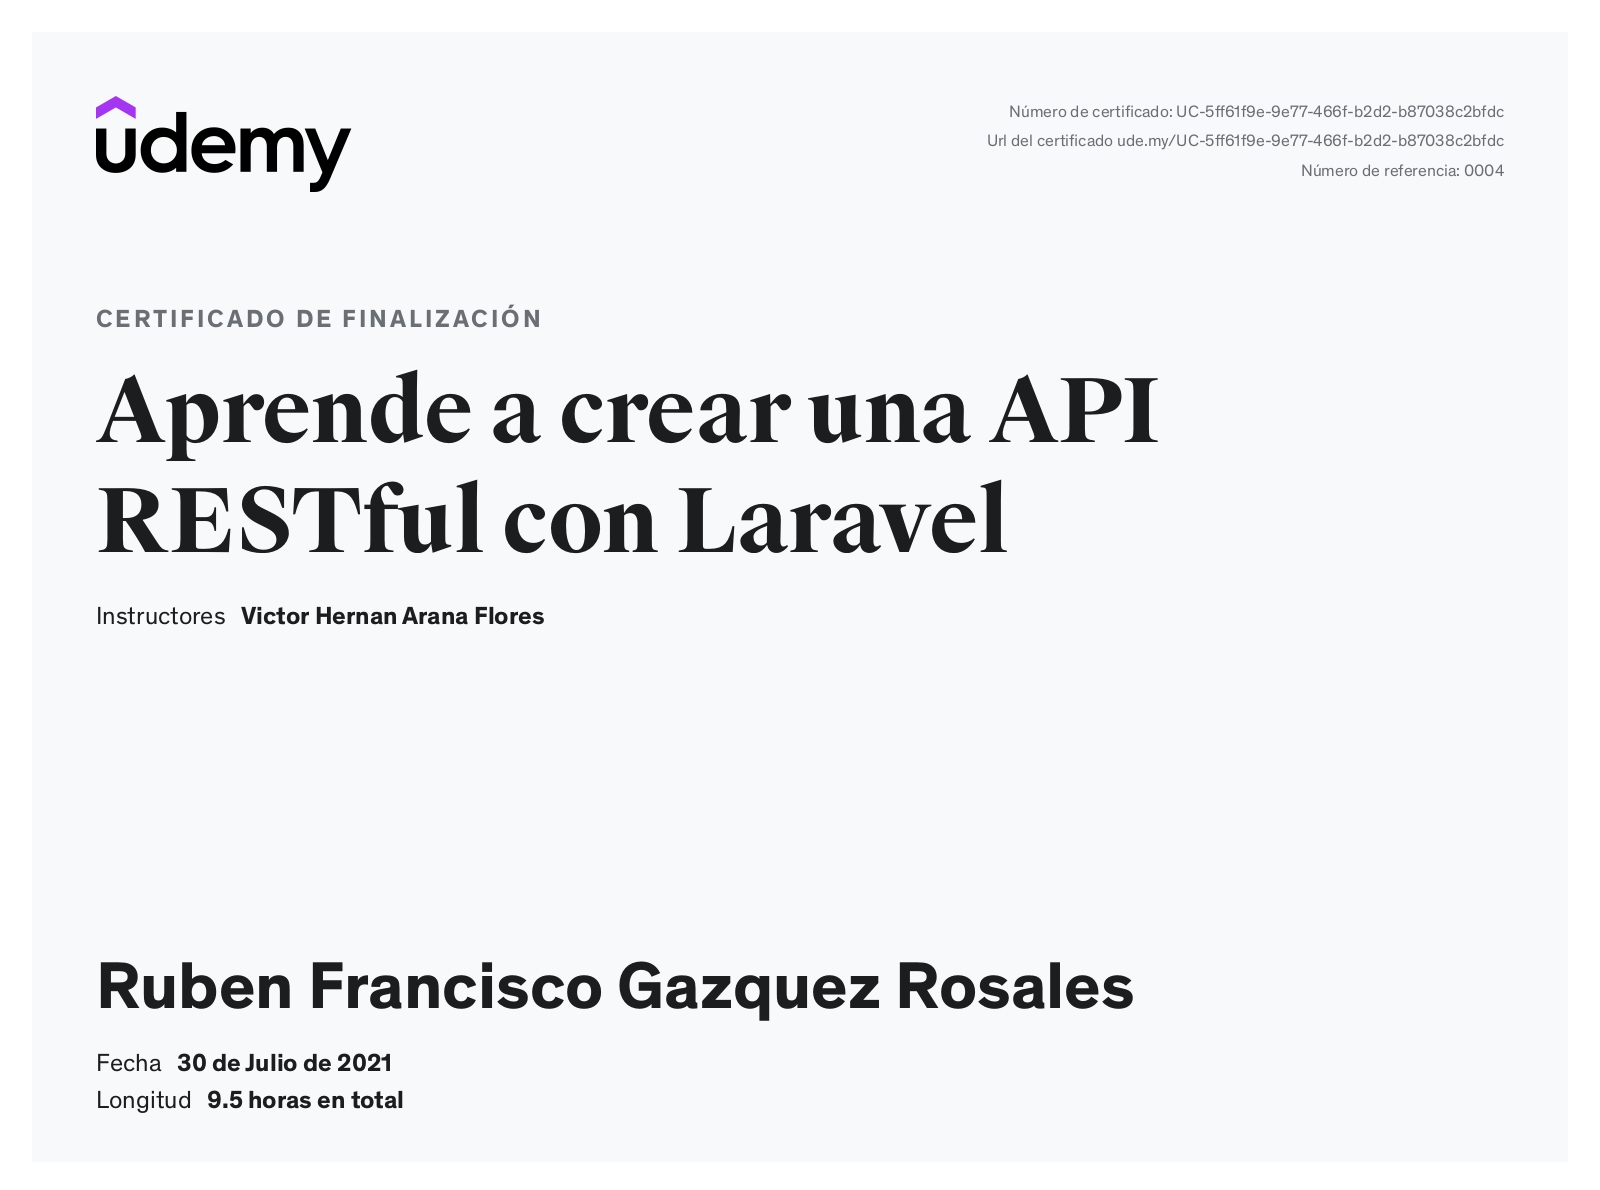 udemy
Número de certificado: UC-5ff61f9e-9e77-466f-b2d2-b87038c2bfdc
Url del certificado ude.my/UC-5ff61f9e-9e77-466f-b2d2-b87038c2bfdc
Número de referencia: 0004
CERTIFICADO DE FINALIZACIÓN
Aprende a crear una API
RESTful con Laravel
Instructores Victor Hernan Arana Flores
Ruben Francisco Gazquez Rosales
Fecha 30 de Julio de 2021
Longitud 9.5 horas en total